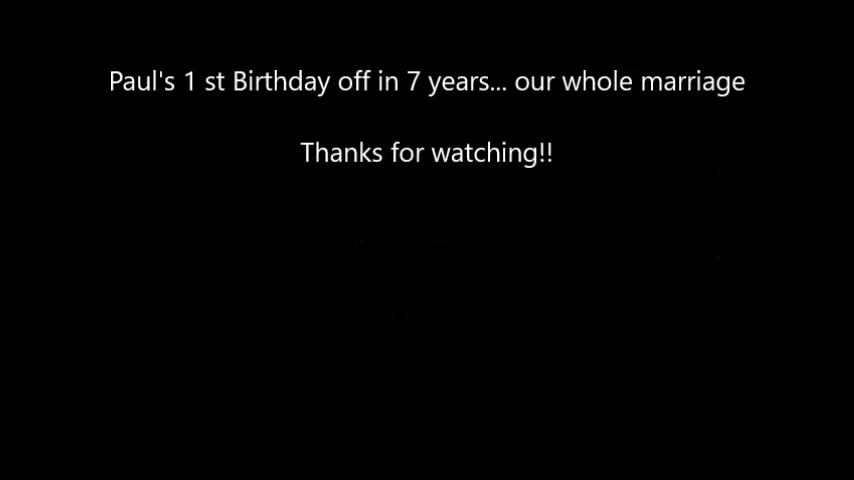 Paul's 1 st Birthday off in 7 years... our whole marriage
Thanks for watching!!